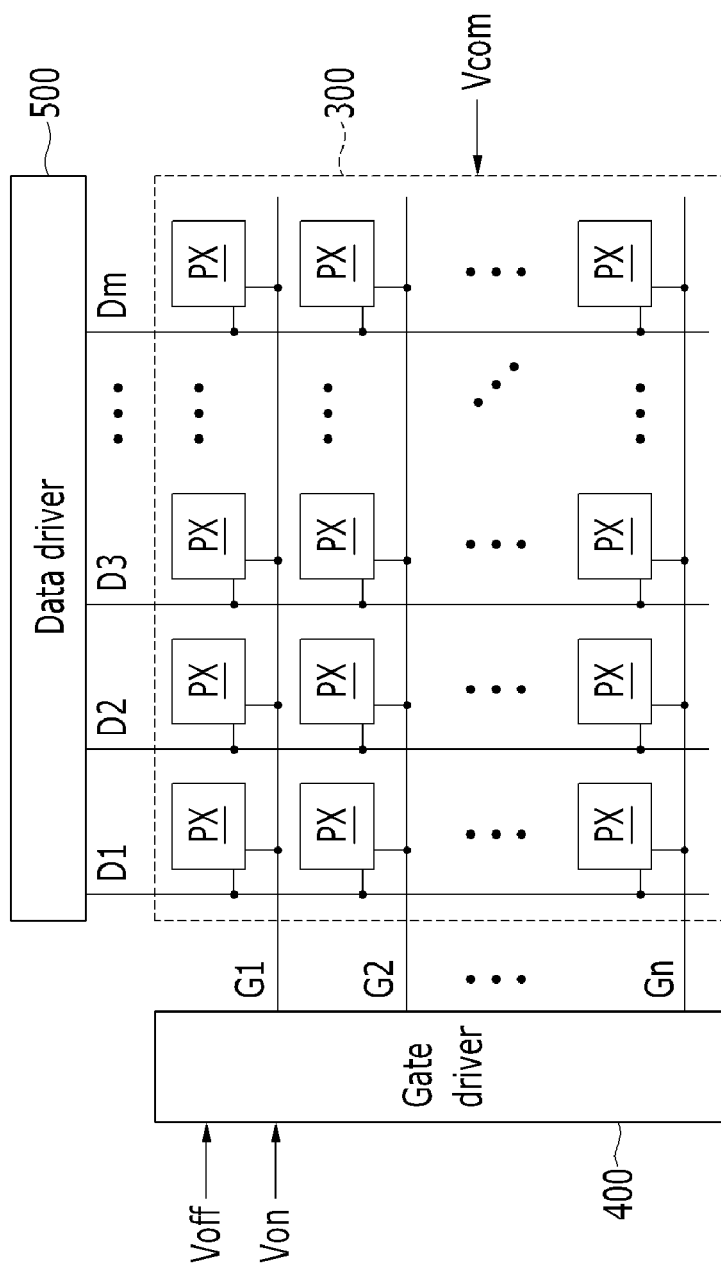 500
Data driver
D1 D2 D3 Dm
300
PX PX PX PX
G1
PX PX PX PX
G2
Vcom
PX PX PX PX
Gn
Gate
driver
Voff
Von
400